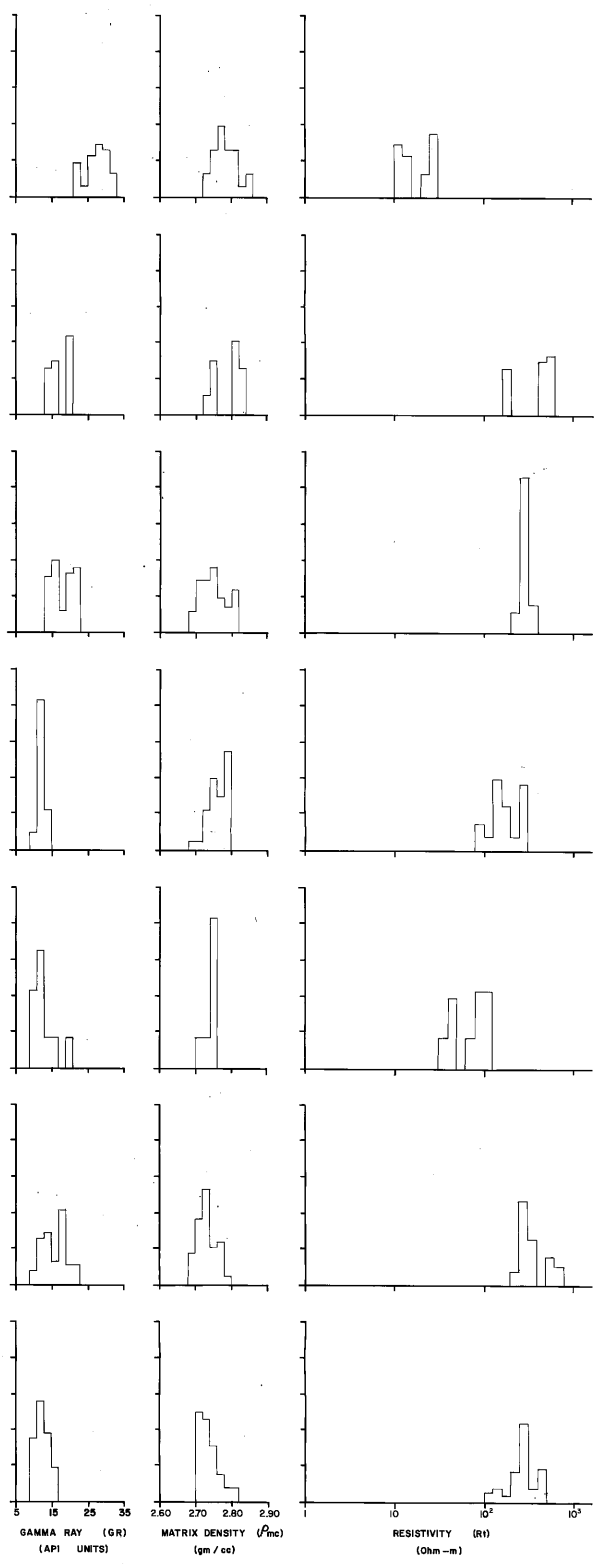 5 15 25 35 2.60 2.70 2.80 2.90 1 10 10² 10³
GAMMA RAY (GR) MATRIX DENSITY (ρmc) RESISTIVITY (Rt)
(API UNITS) (gm / cc) (Ohm-m)